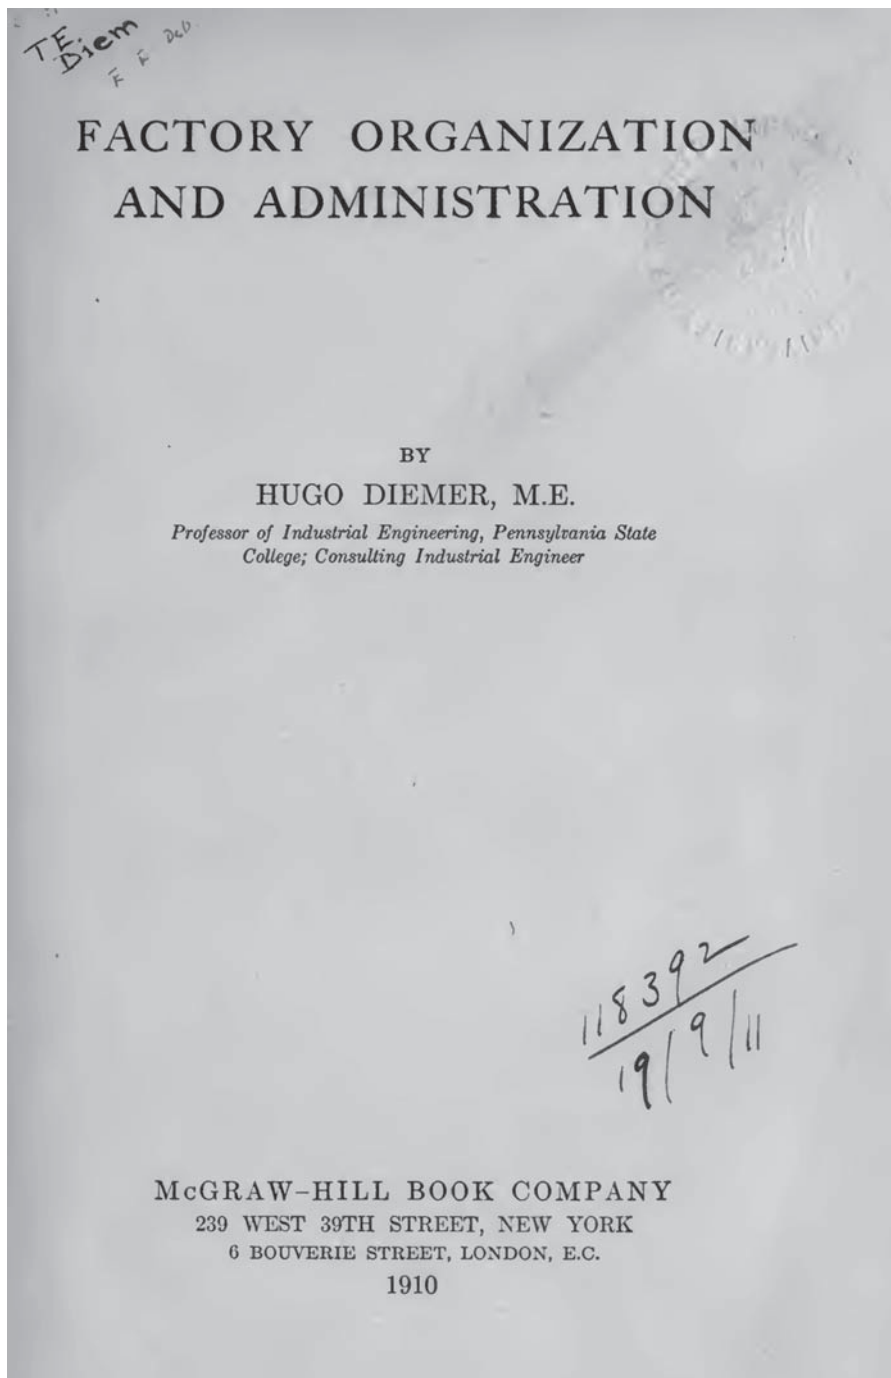 T.E.
Diem
FACTORY ORGANIZATION
AND ADMINISTRATION
BY
HUGO DIEMER, M.E.
Professor of Industrial Engineering, Pennsylvania State
College; Consulting Industrial Engineer
118392
19/9/11
McGRAW-HILL BOOK COMPANY
239 WEST 39TH STREET, NEW YORK
6 BOUVERIE STREET, LONDON, E.C.
1910